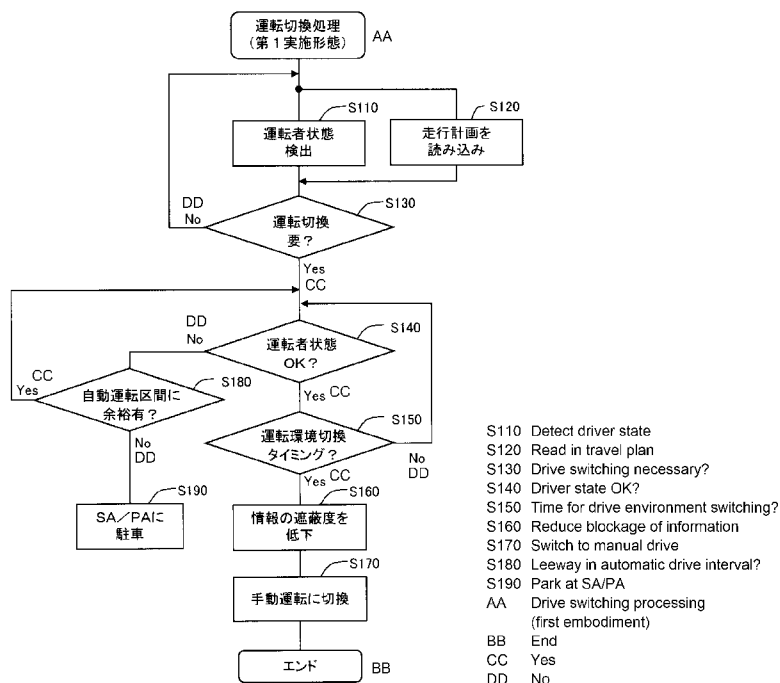 運転切換処理
(第1実施形態)
AA
S110
S120
運転者状態
検出
走行計画を
読み込み
DD
No
S130
運転切換
要?
Yes
CC
DD
No
S140
運転者状態
OK?
CC
Yes
S180
自動運転区間に
余裕有?
Yes CC
S150
運転環境切換
タイミング?
No
DD
No
DD
Yes CC
S190
SA/PAに
駐車
S160
情報の遮蔽度を
低下
S170
手動運転に切換
エンド
BB
S110 Detect driver state
S120 Read in travel plan
S130 Drive switching necessary?
S140 Driver state OK?
S150 Time for drive environment switching?
S160 Reduce blockage of information
S170 Switch to manual drive
S180 Leeway in automatic drive interval?
S190 Park at SA/PA
AA Drive switching processing
(first embodiment)
BB End
CC Yes
DD No